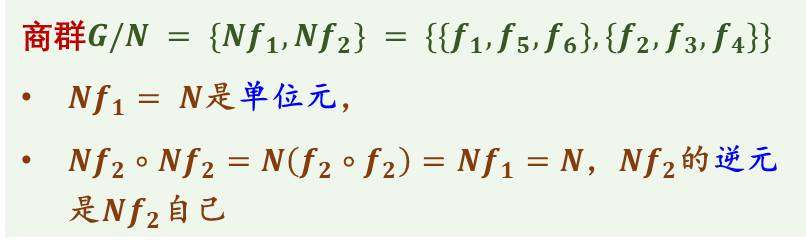 商群G/N = {Nf₁, Nf₂} = {{f₁, f₅, f₆}, {f₂, f₃, f₄}}
• Nf₁ = N是单位元，
• Nf₂ ∘ Nf₂ = N(f₂ ∘ f₂) = Nf₁ = N，Nf₂的逆元
是Nf₂自己